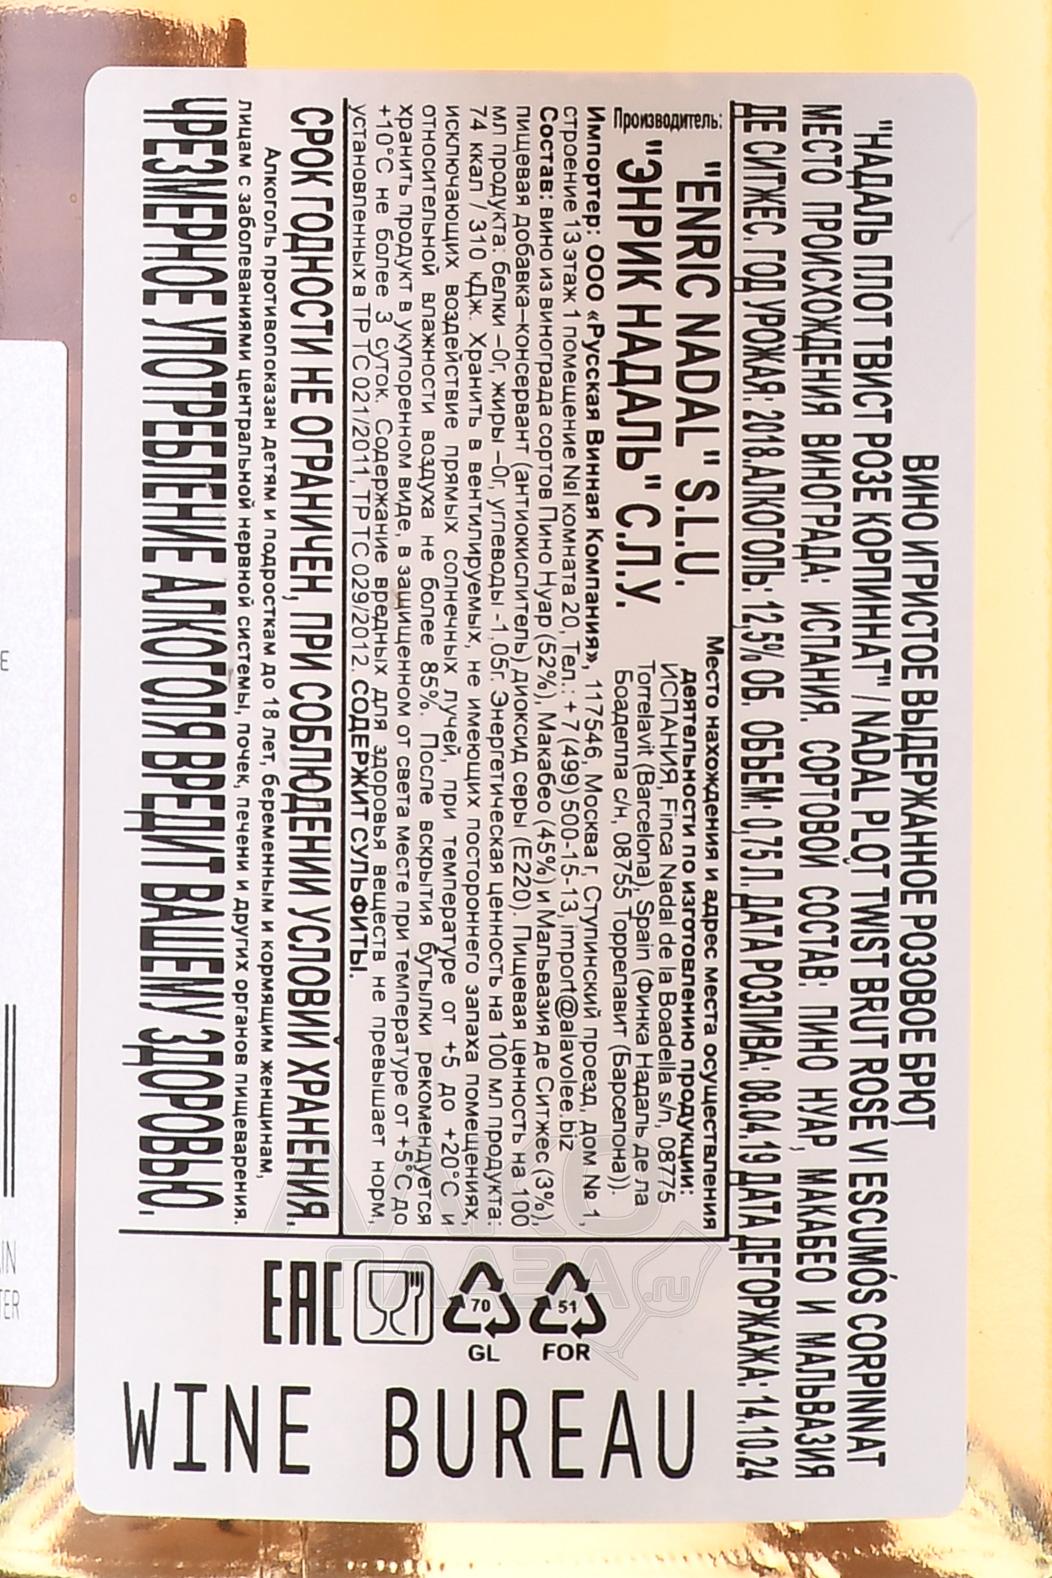 ВИНО ИГРИСТОЕ ВЫДЕРЖАННОЕ РОЗОВОЕ БРЮТ
"НАДАЛЬ ПЛОТ ТВИСТ РОЗЕ КОРПИННАТ" / NADAL PLOT TWIST BRUT ROSÉ VI ESCUMÓS CORPINNAT
МЕСТО ПРОИСХОЖДЕНИЯ ВИНОГРАДА: ИСПАНИЯ. СОРТОВОЙ СОСТАВ: ПИНО НУАР, МАКАБЕО И МАЛЬВАЗИЯ
ДЕ СИТЖЕС. ГОД УРОЖАЯ: 2018.АЛКОГОЛЬ: 12,5% ОБ. ОБЪЕМ: 0,75 Л. ДАТА РОЗЛИВА: 08.04.19 ДАТА ДЕГОРЖАЖА: 14.10.24
Производитель:
"ENRIC NADAL " S.L.U.
"ЭНРИК НАДАЛЬ" С.Л.У.
Место нахождения и адрес места осуществления
деятельности по изготовлению продукции:
ИСПАНИЯ, Finca Nadal de la Boadella s/n, 08775
Torrelavit (Barcelona), Spain (Финка Надаль де ла
Боаделла с/н, 08755 Торрелавит (Барселона)).
Импортер: ООО «Русская Винная Компания», 117546, Москва г, Ступинский проезд, дом № 1,
строение 13 этаж 1 помещение №I комната 20, Тел.: + 7 (499) 500-15-13, import@alavolee.biz
Состав: вино из винограда сортов Пино Нуар (52%), Макабео (45%) и Мальвазия де Ситжес (3%),
пищевая добавка–консервант (антиокислитель) диоксид серы (Е220). Пищевая ценность на 100
мл продукта: белки –0г, жиры –0г, углеводы -1,05г. Энергетическая ценность на 100 мл продукта:
74 ккал / 310 кДж. Хранить в вентилируемых, не имеющих постороннего запаха помещениях,
исключающих воздействие прямых солнечных лучей, при температуре от +5 до +20°С и
относительной влажности воздуха не более 85%. После вскрытия бутылки рекомендуется
хранить продукт в укупоренном виде, в защищенном от света месте при температуре от +5°С до
+10°С не более 3 суток. Содержание вредных для здоровья веществ не превышает норм,
установленных в ТР ТС 021/2011, ТР ТС 029/2012. СОДЕРЖИТ СУЛЬФИТЫ.
СРОК ГОДНОСТИ НЕ ОГРАНИЧЕН, ПРИ СОБЛЮДЕНИИ УСЛОВИЙ ХРАНЕНИЯ.
Алкоголь противопоказан детям и подросткам до 18 лет, беременным и кормящим женщинам,
лицам с заболеваниями центральной нервной системы, почек, печени и других органов пищеварения.
ЧРЕЗМЕРНОЕ УПОТРЕБЛЕНИЕ АЛКОГОЛЯ ВРЕДИТ ВАШЕМУ ЗДОРОВЬЮ.
51
FOR
70
GL
EAC
WINE BUREAU